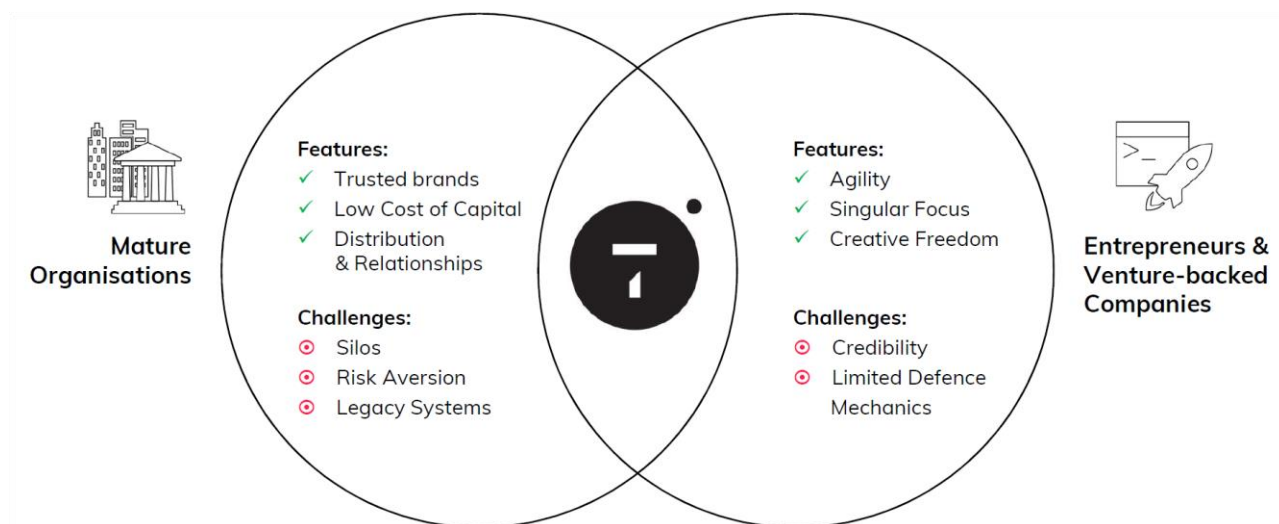 Mature
Organisations
Features:
Trusted brands
Low Cost of Capital
Distribution
& Relationships
Challenges:
Silos
Risk Aversion
Legacy Systems
Features:
Agility
Singular Focus
Creative Freedom
Challenges:
Credibility
Limited Defence
Mechanics
>_
Entrepreneurs &
Venture-backed
Companies